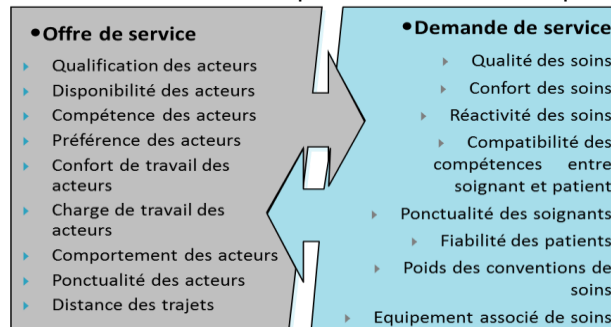 •Offre de service
Qualification des acteurs
Disponibilité des acteurs
Compétence des acteurs
Préférence des acteurs
Confort de travail des
acteurs
Charge de travail des
acteurs
Comportement des acteurs
Ponctualité des acteurs
Distance des trajets
•Demande de service
Qualité des soins
Confort des soins
Réactivité des soins
Compatibilité des
compétences entre
soignant et patient
Ponctualité des soignants
Fiabilité des patients
Poids des conventions de
soins
Equipement associé de soins